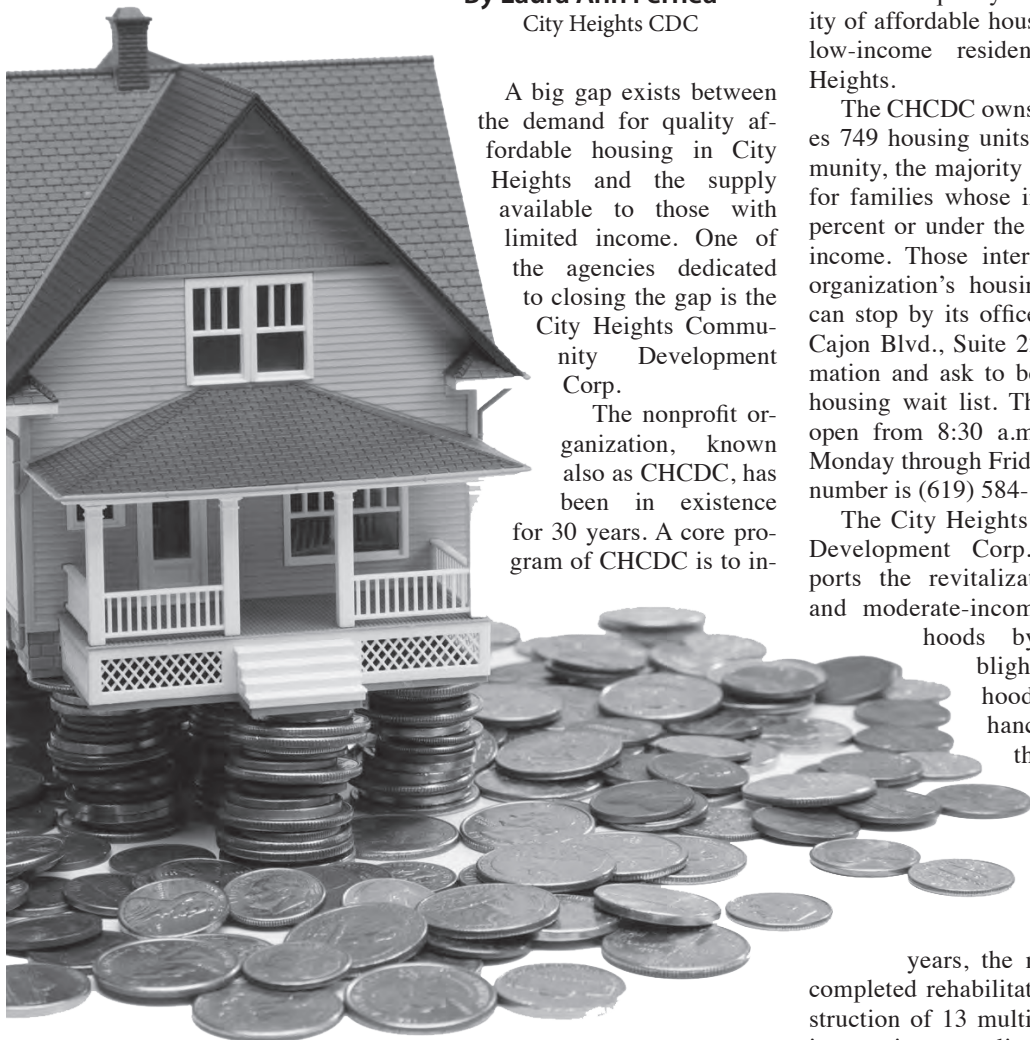 By Laura Ann
City Heights CDC
A big gap exists between
the demand for quality af-
fordable housing in City
Heights and the supply
available to those with
limited income. One of
the agencies dedicated
to closing the gap is the
City Heights Commu-
nity Development
Corp.
The nonprofit or-
ganization, known
also as CHCDC, has
been in existence
for 30 years. A core pro-
gram of CHCDC is to in-
ity of affordable hous
low-income residen
Heights.
The CHCDC owns
es 749 housing units
munity, the majority
for families whose i
percent or under the
income. Those inter
organization's housin
can stop by its office
Cajon Blvd., Suite 2
mation and ask to b
housing wait list. Th
open from 8:30 a.m
Monday through Frid
number is (619) 584-
The City Heights
Development Corp.
ports the revitalizat
and moderate-incom
hoods by
bligh
hood
hanc
th
years, the
completed rehabilitat
struction of 13 multi